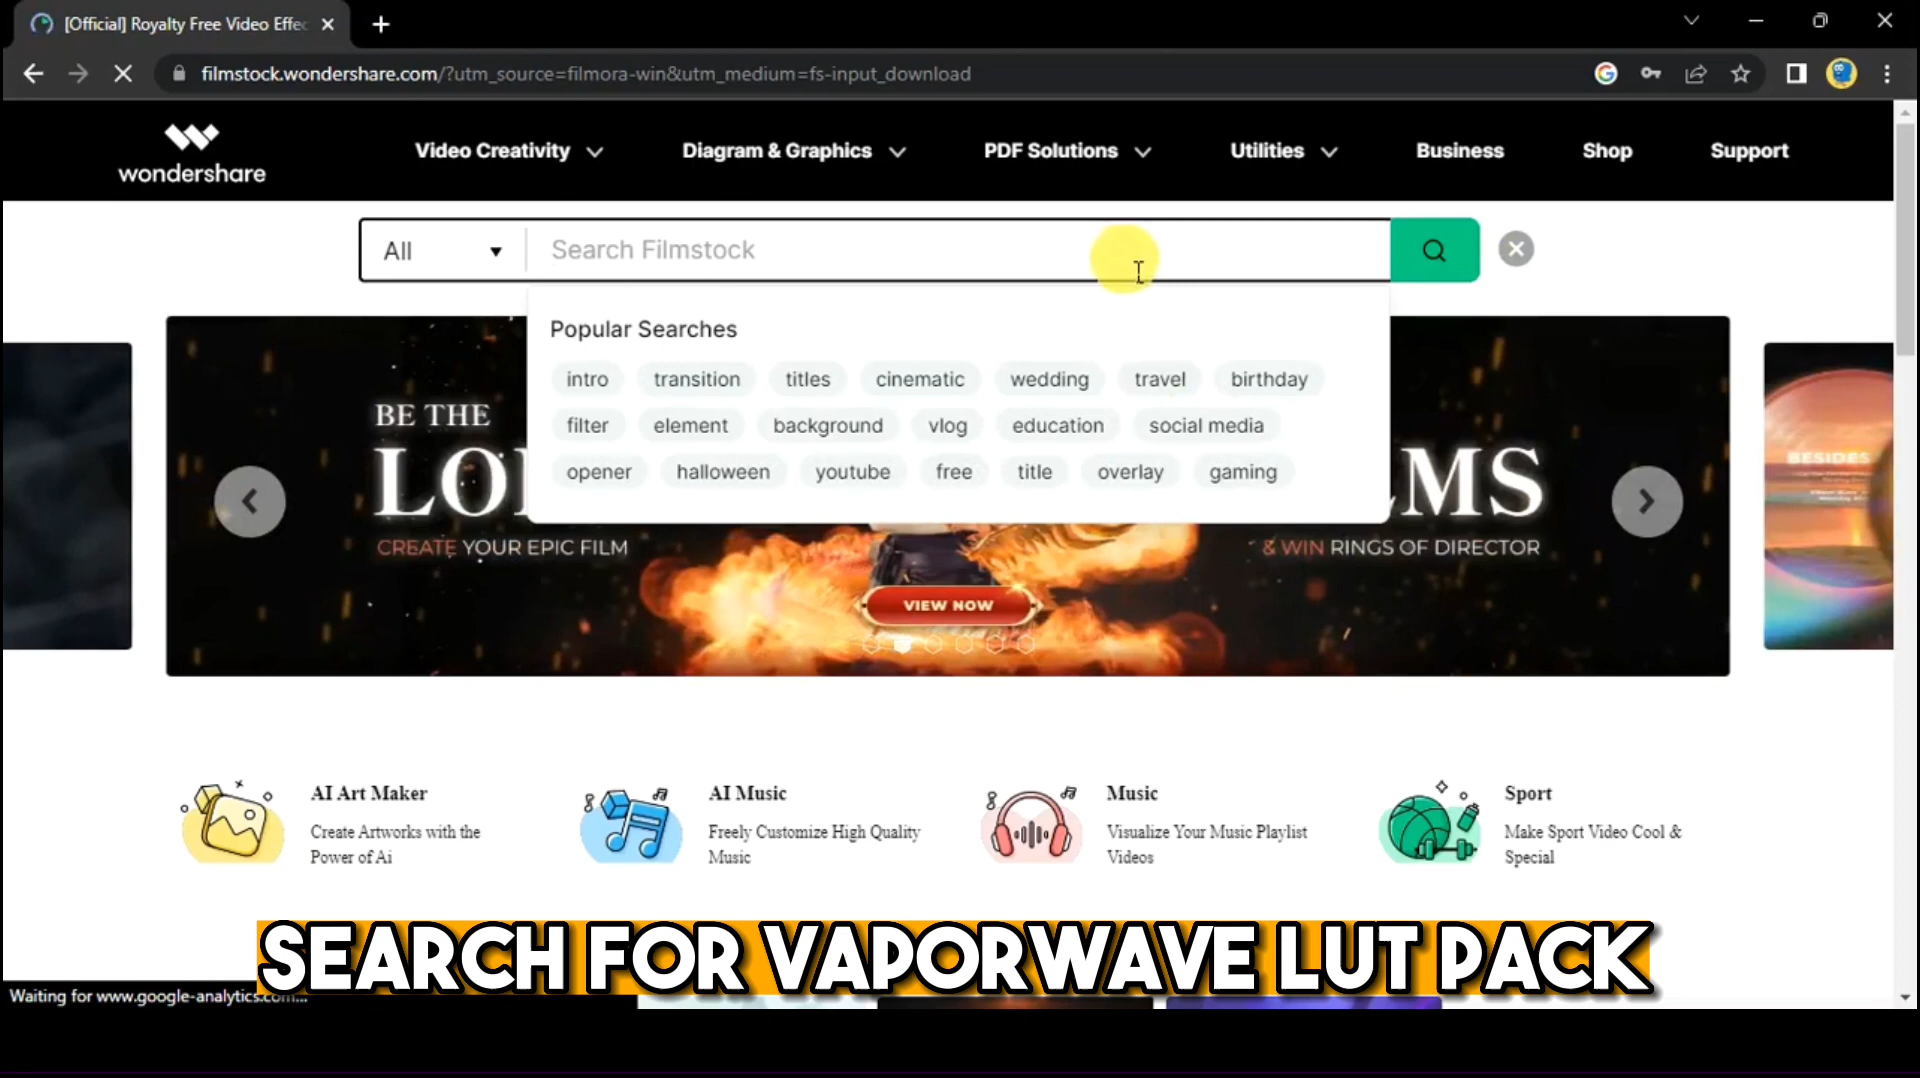 [Official] Royalty Free Video Effec
filmstock.wondershare.com/?utm_source=filmora-win&utm_medium=fs-input_download
wondershare
Video Creativity
Diagram & Graphics
PDF Solutions
Utilities
Business
Shop
Support
All
Search Filmstock
Popular Searches
intro transition titles cinematic wedding travel birthday
filter element background vlog education social media
opener halloween youtube free title overlay gaming
BE THE
LO
MS
CREATE YOUR EPIC FILM
& WIN RINGS OF DIRECTOR
VIEW NOW
BESIDES
AI Art Maker
Create Artworks with the
Power of Ai
AI Music
Freely Customize High Quality
Music
Music
Visualize Your Music Playlist
Videos
Sport
Make Sport Video Cool &
Special
SEARCH FOR VAPORWAVE LUT PACK
Waiting for www.google-analytics.com...